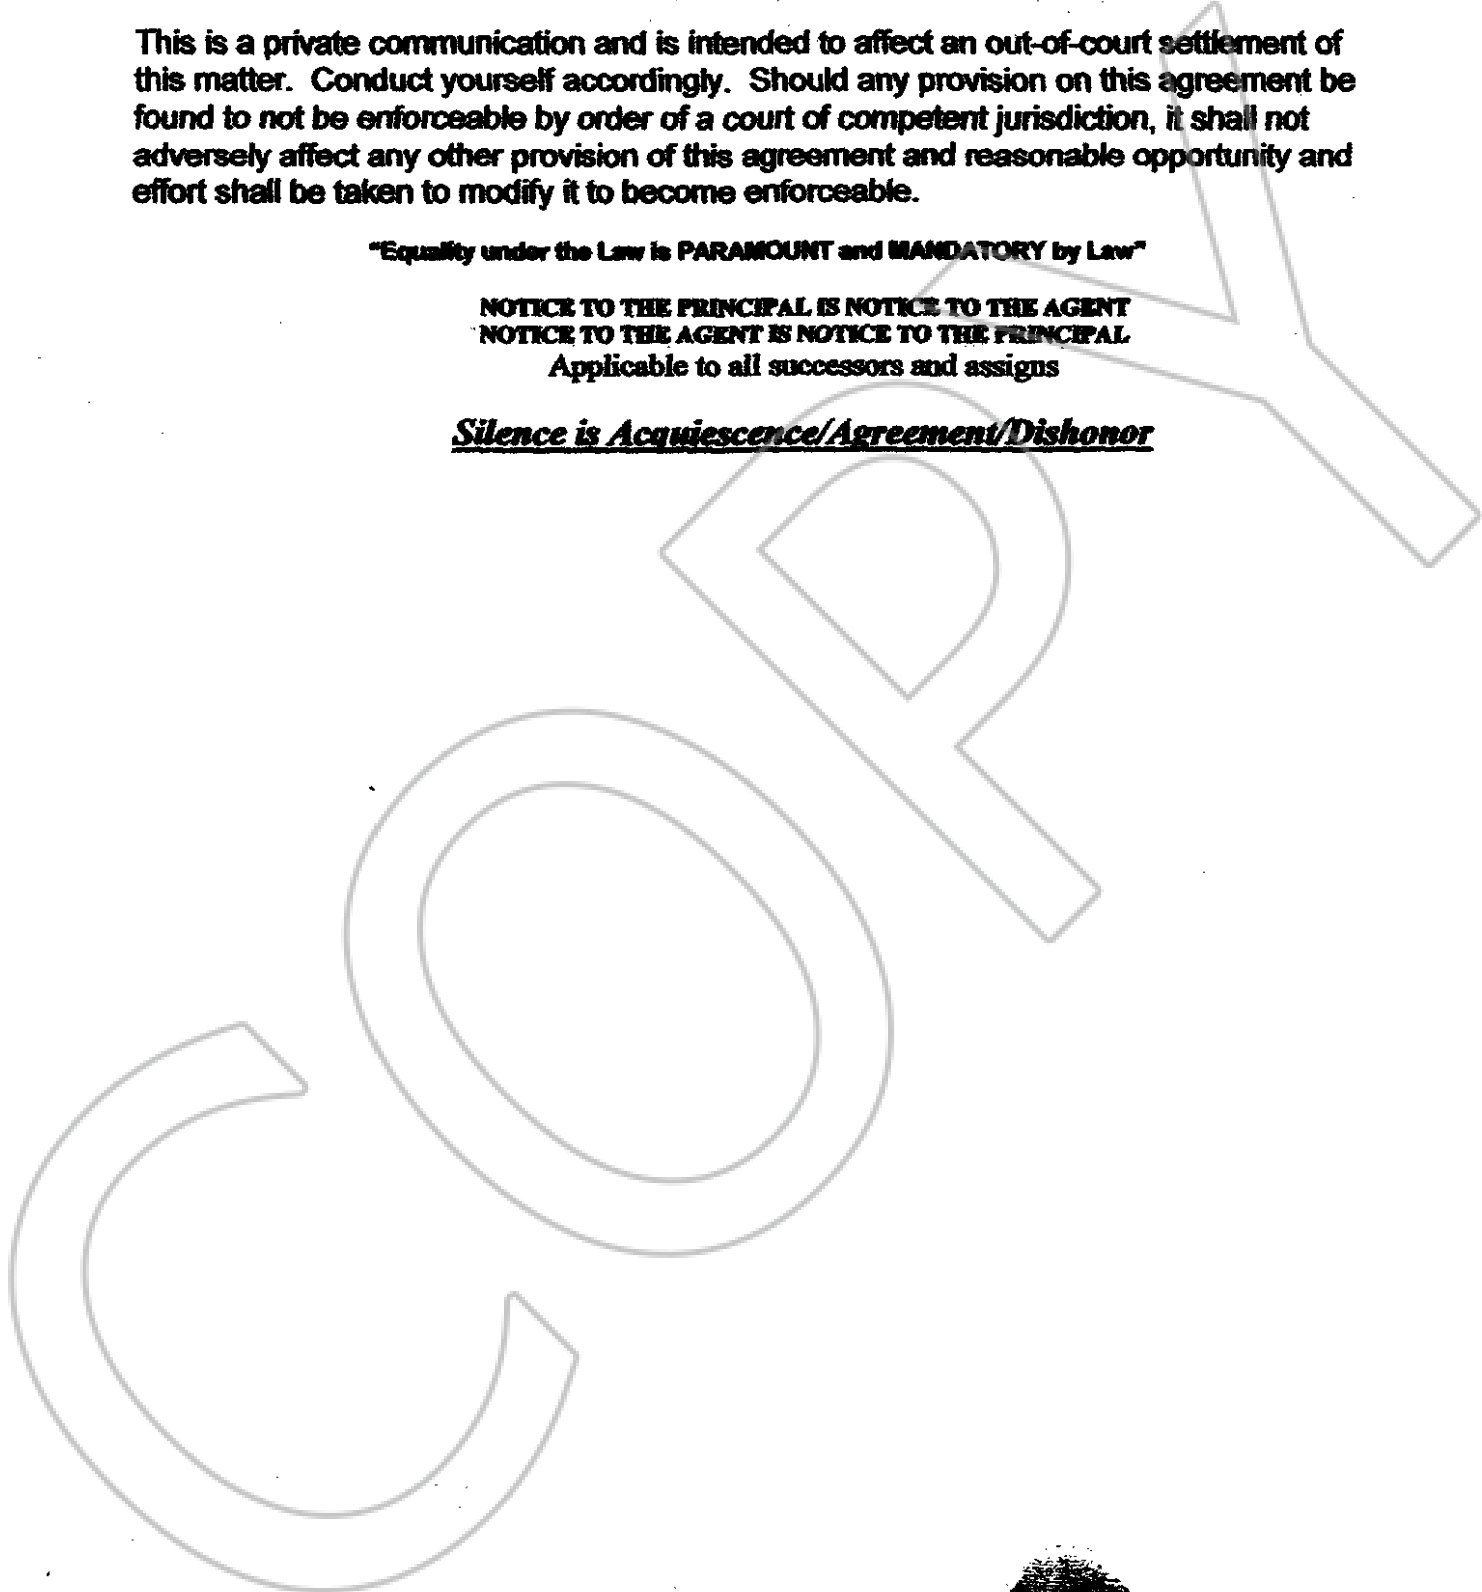 This is a private communication and is intended to affect an out-of-court settlement of
this matter.  Conduct yourself accordingly.  Should any provision on this agreement be
found to not be enforceable by order of a court of competent jurisdiction, it shall not
adversely affect any other provision of this agreement and reasonable opportunity and
effort shall be taken to modify it to become enforceable.
"Equality under the Law is PARAMOUNT and MANDATORY by Law"
NOTICE TO THE PRINCIPAL IS NOTICE TO THE AGENT
NOTICE TO THE AGENT IS NOTICE TO THE PRINCIPAL
Applicable to all successors and assigns
Silence is Acquiescence/Agreement/Dishonor
COPY